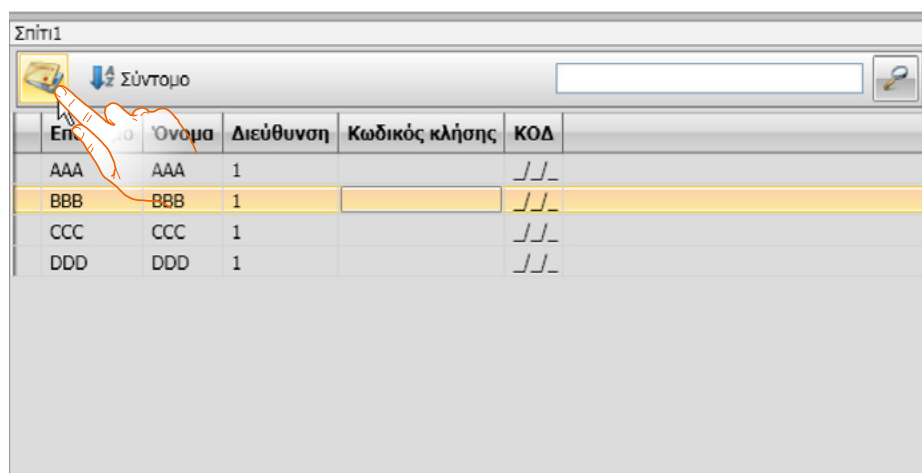 Σπίτι1
Σύντομο
Όνομα Διεύθυνση Κωδικός κλήσης ΚΟΔ
AAA AAA 1 _/_/_
BBB BBB 1 _/_/_
CCC CCC 1 _/_/_
DDD DDD 1 _/_/_